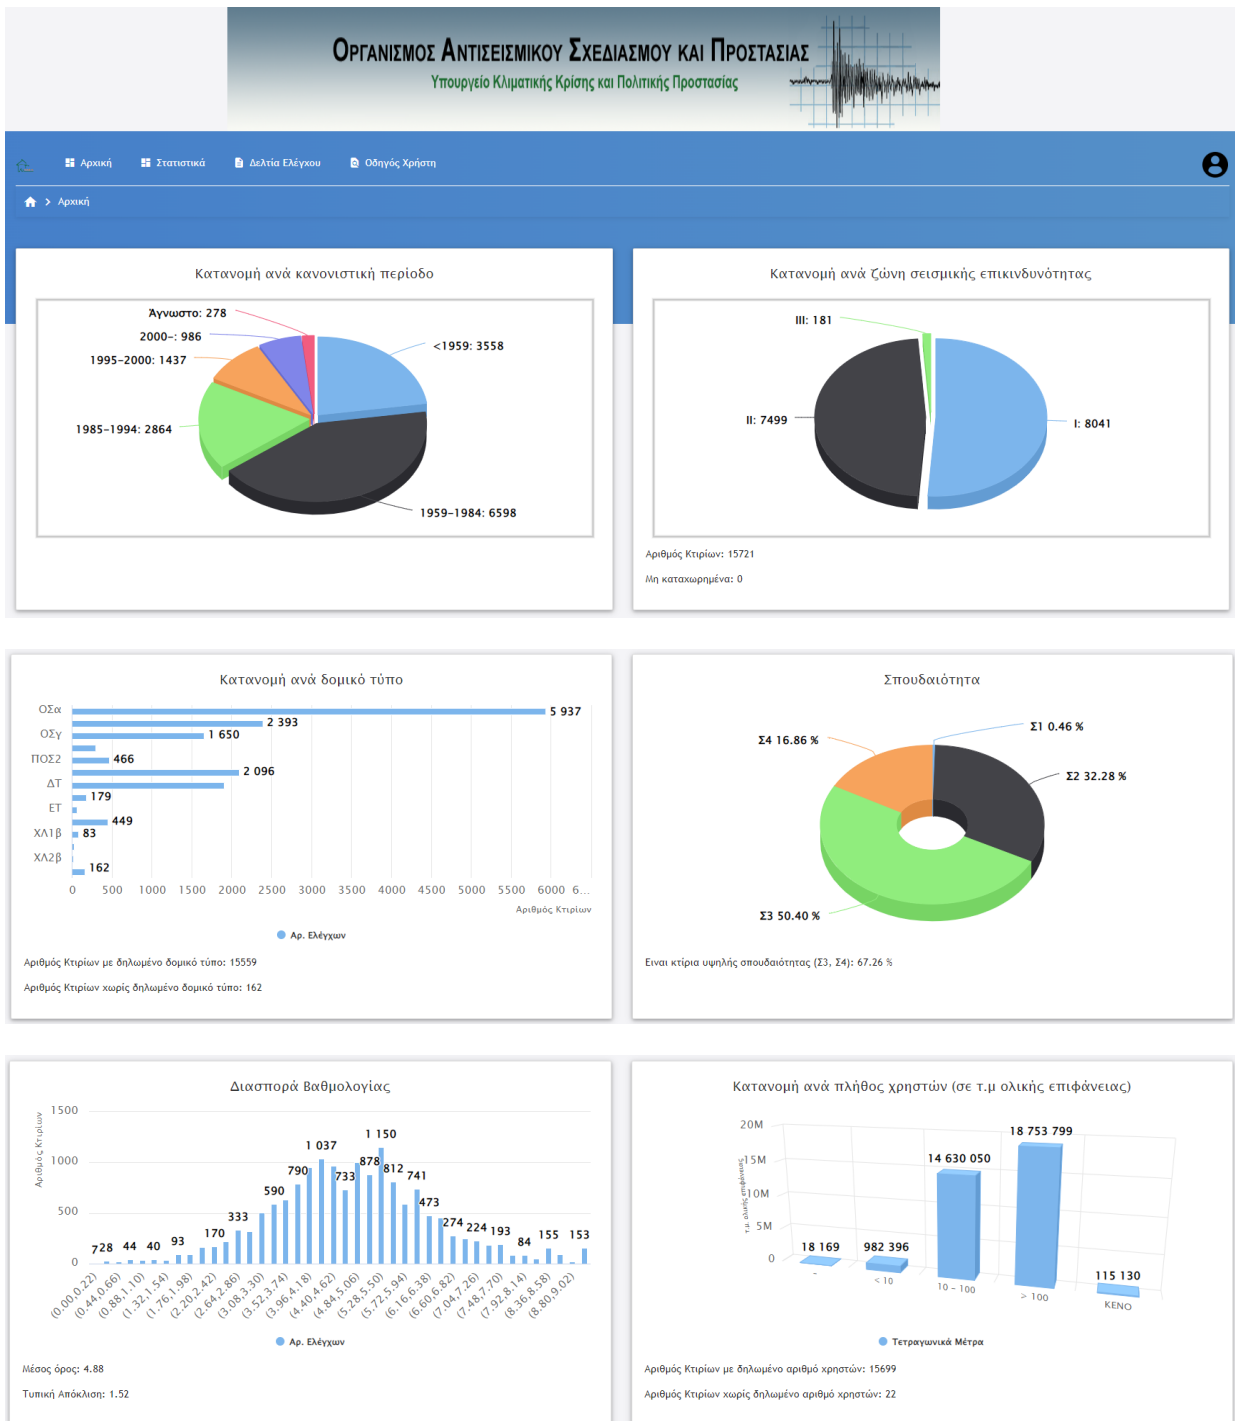 Οργανισμος Αντισεισμικου Σχεδιασμου και Προστασιας
Υπουργείο Κλιματικής Κρίσης και Πολιτικής Προστασίας
Αρχική
Στατιστικά
Δελτία Ελέγχου
Οδηγός Χρήστη
Αρχική
Κατανομή ανά κανονιστική περίοδο
Άγνωστο: 278
2000-: 986
1995-2000: 1437
1985-1994: 2864
<1959: 3558
1959-1984: 6598
Κατανομή ανά ζώνη σεισμικής επικινδυνότητας
III: 181
II: 7499
I: 8041
Αριθμός Κτιρίων: 15721
Μη καταχωρημένα: 0
Κατανομή ανά δομικό τύπο
ΟΣα
5 937
2 393
ΟΣγ
1 650
ΠΟΣ2
466
2 096
ΔΤ
179
ΕΤ
449
ΧΛ1β
83
ΧΛ2β
162
0 500 1000 1500 2000 2500 3000 3500 4000 4500 5000 5500 6000 6...
Αριθμός Κτιρίων
Αρ. Ελέγχων
Αριθμός Κτιρίων με δηλωμένο δομικό τύπο: 15559
Αριθμός Κτιρίων χωρίς δηλωμένο δομικό τύπο: 162
Σπουδαιότητα
Σ1 0.46 %
Σ4 16.86 %
Σ2 32.28 %
Σ3 50.40 %
Ειναι κτίρια υψηλής σπουδαιότητας (Σ3, Σ4): 67.26 %
Διασπορά Βαθμολογίας
Αριθμός Κτιρίων
1500
1000
500
0
7 28 44 40 93 170 333 590 790 1 037 733 878 1 150 812 741 473 274 224 193 84 155 153
(0.00,0.22) (0.44,0.66) (0.88,1.10) (1.32,1.54) (1.76,1.98) (2.20,2.42) (2.64,2.86) (3.08,3.30) (3.52,3.74) (3.96,4.18) (4.40,4.62) (4.84,5.06) (5.28,5.50) (5.72,5.94) (6.16,6.38) (6.60,6.82) (7.04,7.26) (7.48,7.70) (7.92,8.14) (8.36,8.58) (8.80,9.02)
Αρ. Ελέγχων
Μέσος όρος: 4.88
Τυπική Απόκλιση: 1.52
Κατανομή ανά πλήθος χρηστών (σε τ.μ ολικής επιφάνειας)
τ.μ. ολικής επιφάνειας
20M
15M
10M
5M
0
18 169
982 396
14 630 050
18 753 799
115 130
-
< 10
10 - 100
> 100
ΚΕΝΟ
Τετραγωνικά Μέτρα
Αριθμός Κτιρίων με δηλωμένο αριθμό χρηστών: 15699
Αριθμός Κτιρίων χωρίς δηλωμένο αριθμό χρηστών: 22